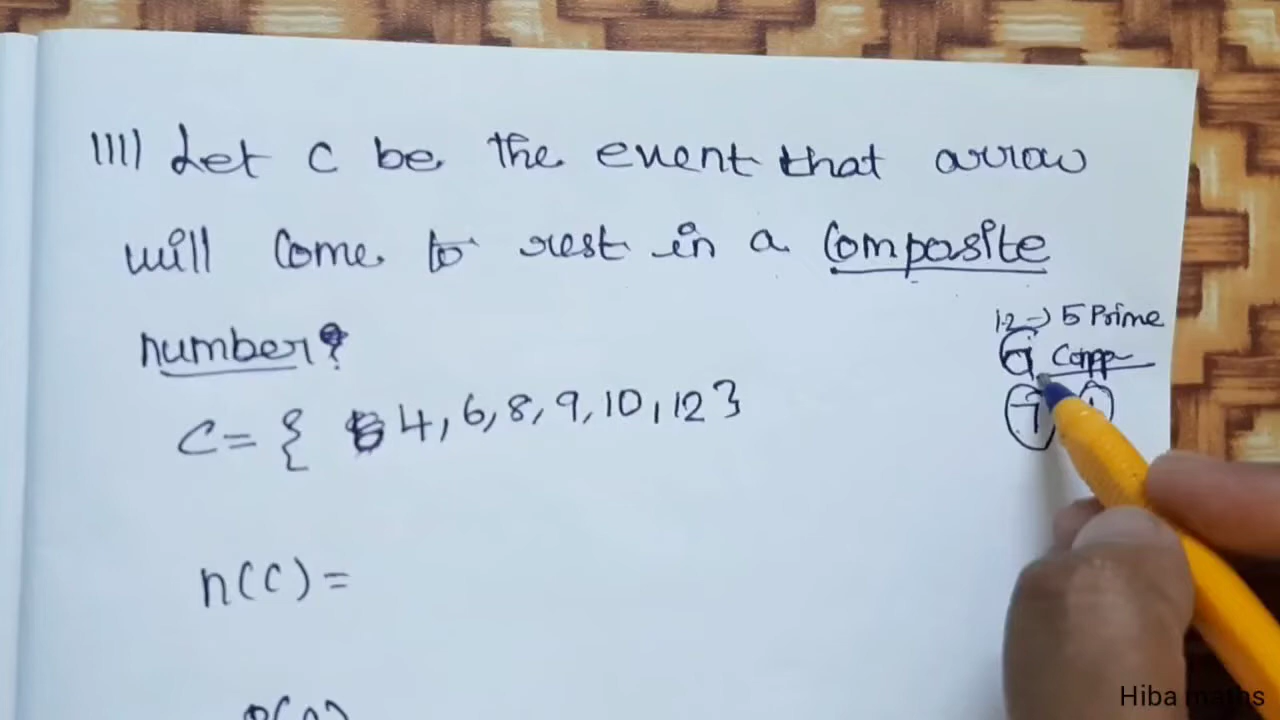 iii) Let C be the event that arrow
will come to rest in a composite
number?
C = { 4, 6, 8, 9, 10, 12 }
n(C) =
12 → 5 Prime
7
Hiba maths